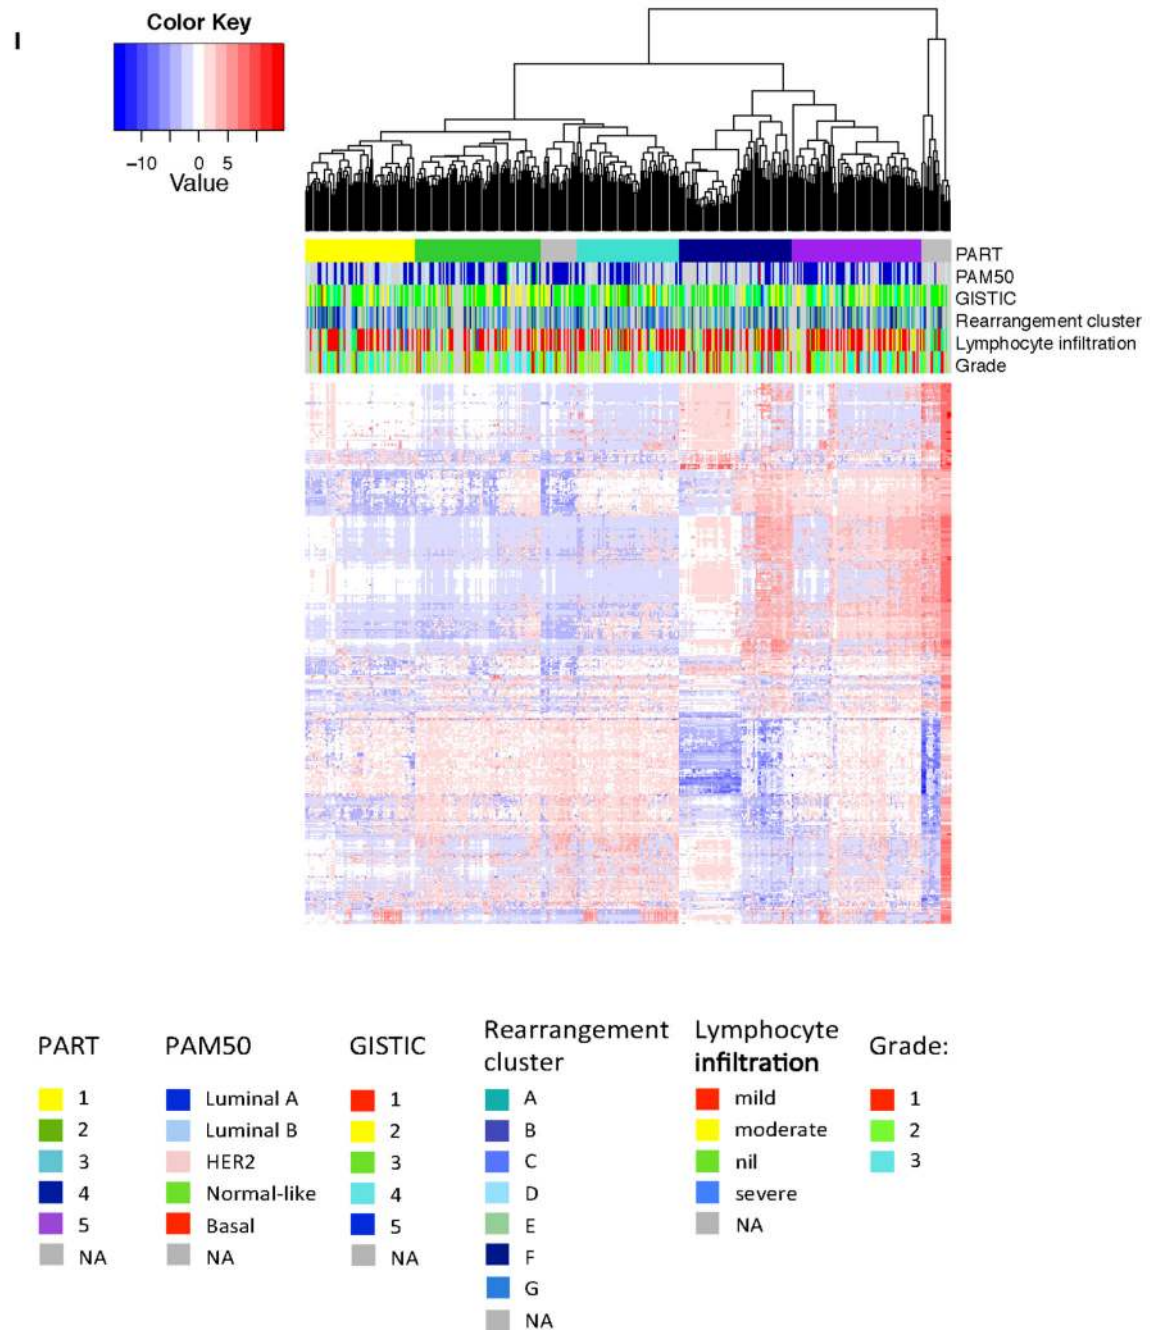 I
Color Key
−10 0 5
Value
PART
PAM50
GISTIC
Rearrangement cluster
Lymphocyte infiltration
Grade
PART
1
2
3
4
5
NA
PAM50
Luminal A
Luminal B
HER2
Normal-like
Basal
NA
GISTIC
1
2
3
4
5
NA
Rearrangement
cluster
A
B
C
D
E
F
G
NA
Lymphocyte
infiltration
mild
moderate
nil
severe
NA
Grade:
1
2
3